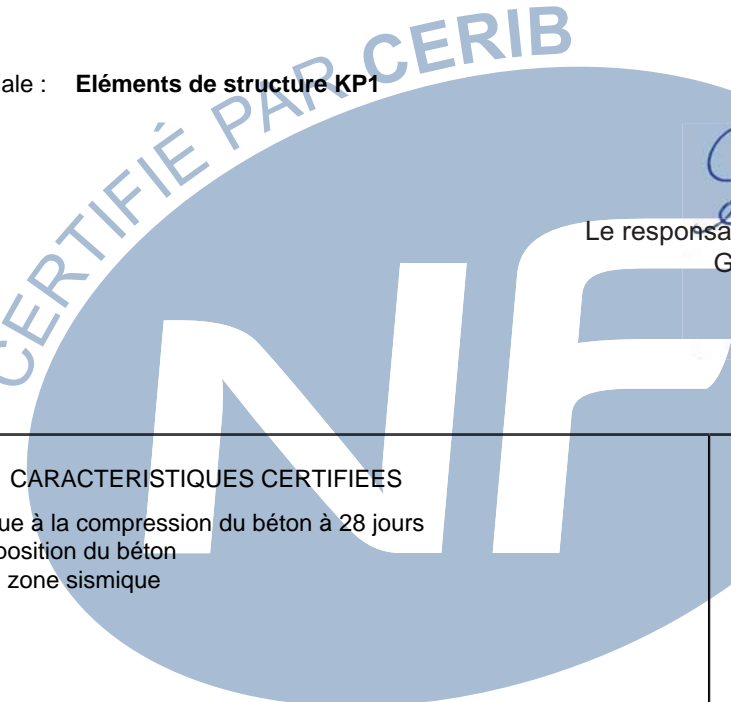 CERTIFIÉ PAR CERIB
ale : Eléments de structure KP1
Le responsa
G
NF
CARACTERISTIQUES CERTIFIEES
ue à la compression du béton à 28 jours
position du béton
zone sismique